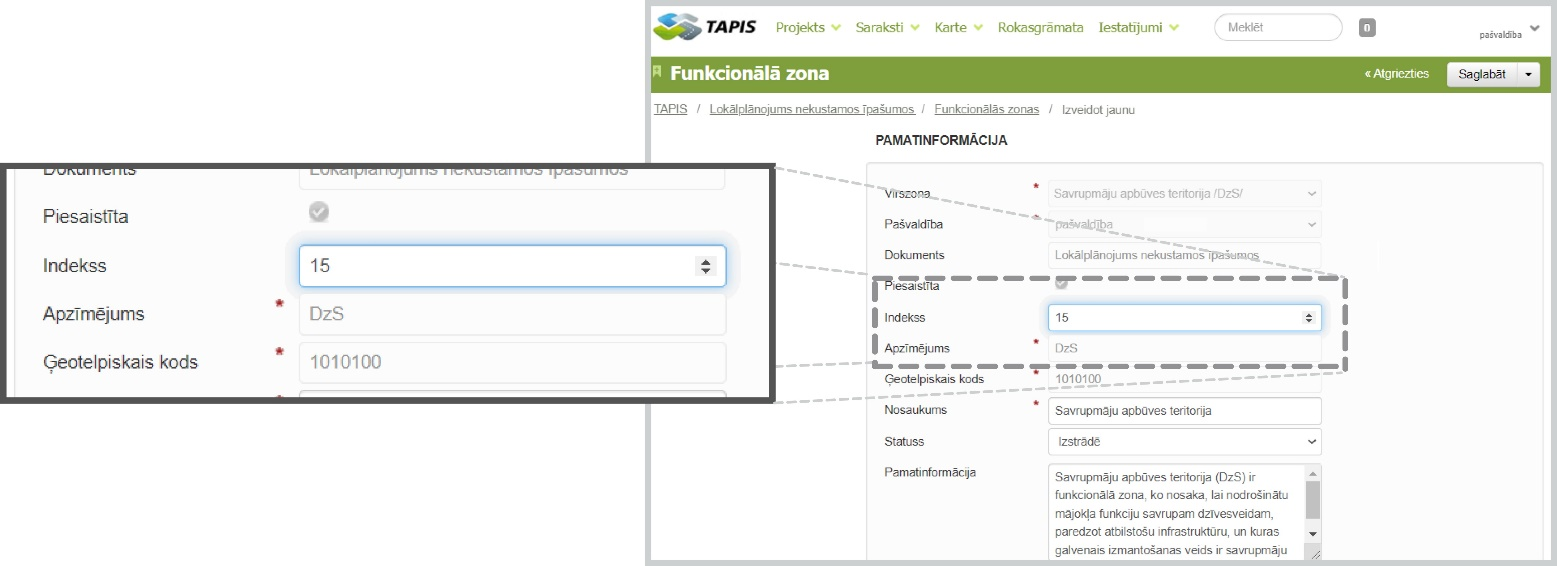 TAPIS Projekts Saraksti Karte Rokasgrāmata Iestatījumi Meklēt 0 pašvaldība
Funkcionālā zona « Atgriezties Saglabāt
TAPIS / Lokālplānojums nekustamos īpašumos / Funkcionālās zonas / Izveidot jaunu
PAMATINFORMĀCIJA
Virszona * Savrupmāju apbūves teritorija /DzS/
Pašvaldība * pašvaldība
Dokuments Lokālplānojums nekustamos īpašumos
Piesaistīta
Indekss 15
Apzīmējums * DzS
Ģeotelpiskais kods * 1010100
Nosaukums * Savrupmāju apbūves teritorija
Statuss Izstrādē
Pamatinformācija Savrupmāju apbūves teritorija (DzS) ir
funkcionālā zona, ko nosaka, lai nodrošinātu
mājokļa funkciju savrupam dzīvesveidam,
paredzot atbilstošu infrastruktūru, un kuras
galvenais izmantošanas veids ir savrupmāju
Dokuments Lokālplānojums nekustamos īpašumos
Piesaistīta
Indekss 15
Apzīmējums * DzS
Ģeotelpiskais kods * 1010100